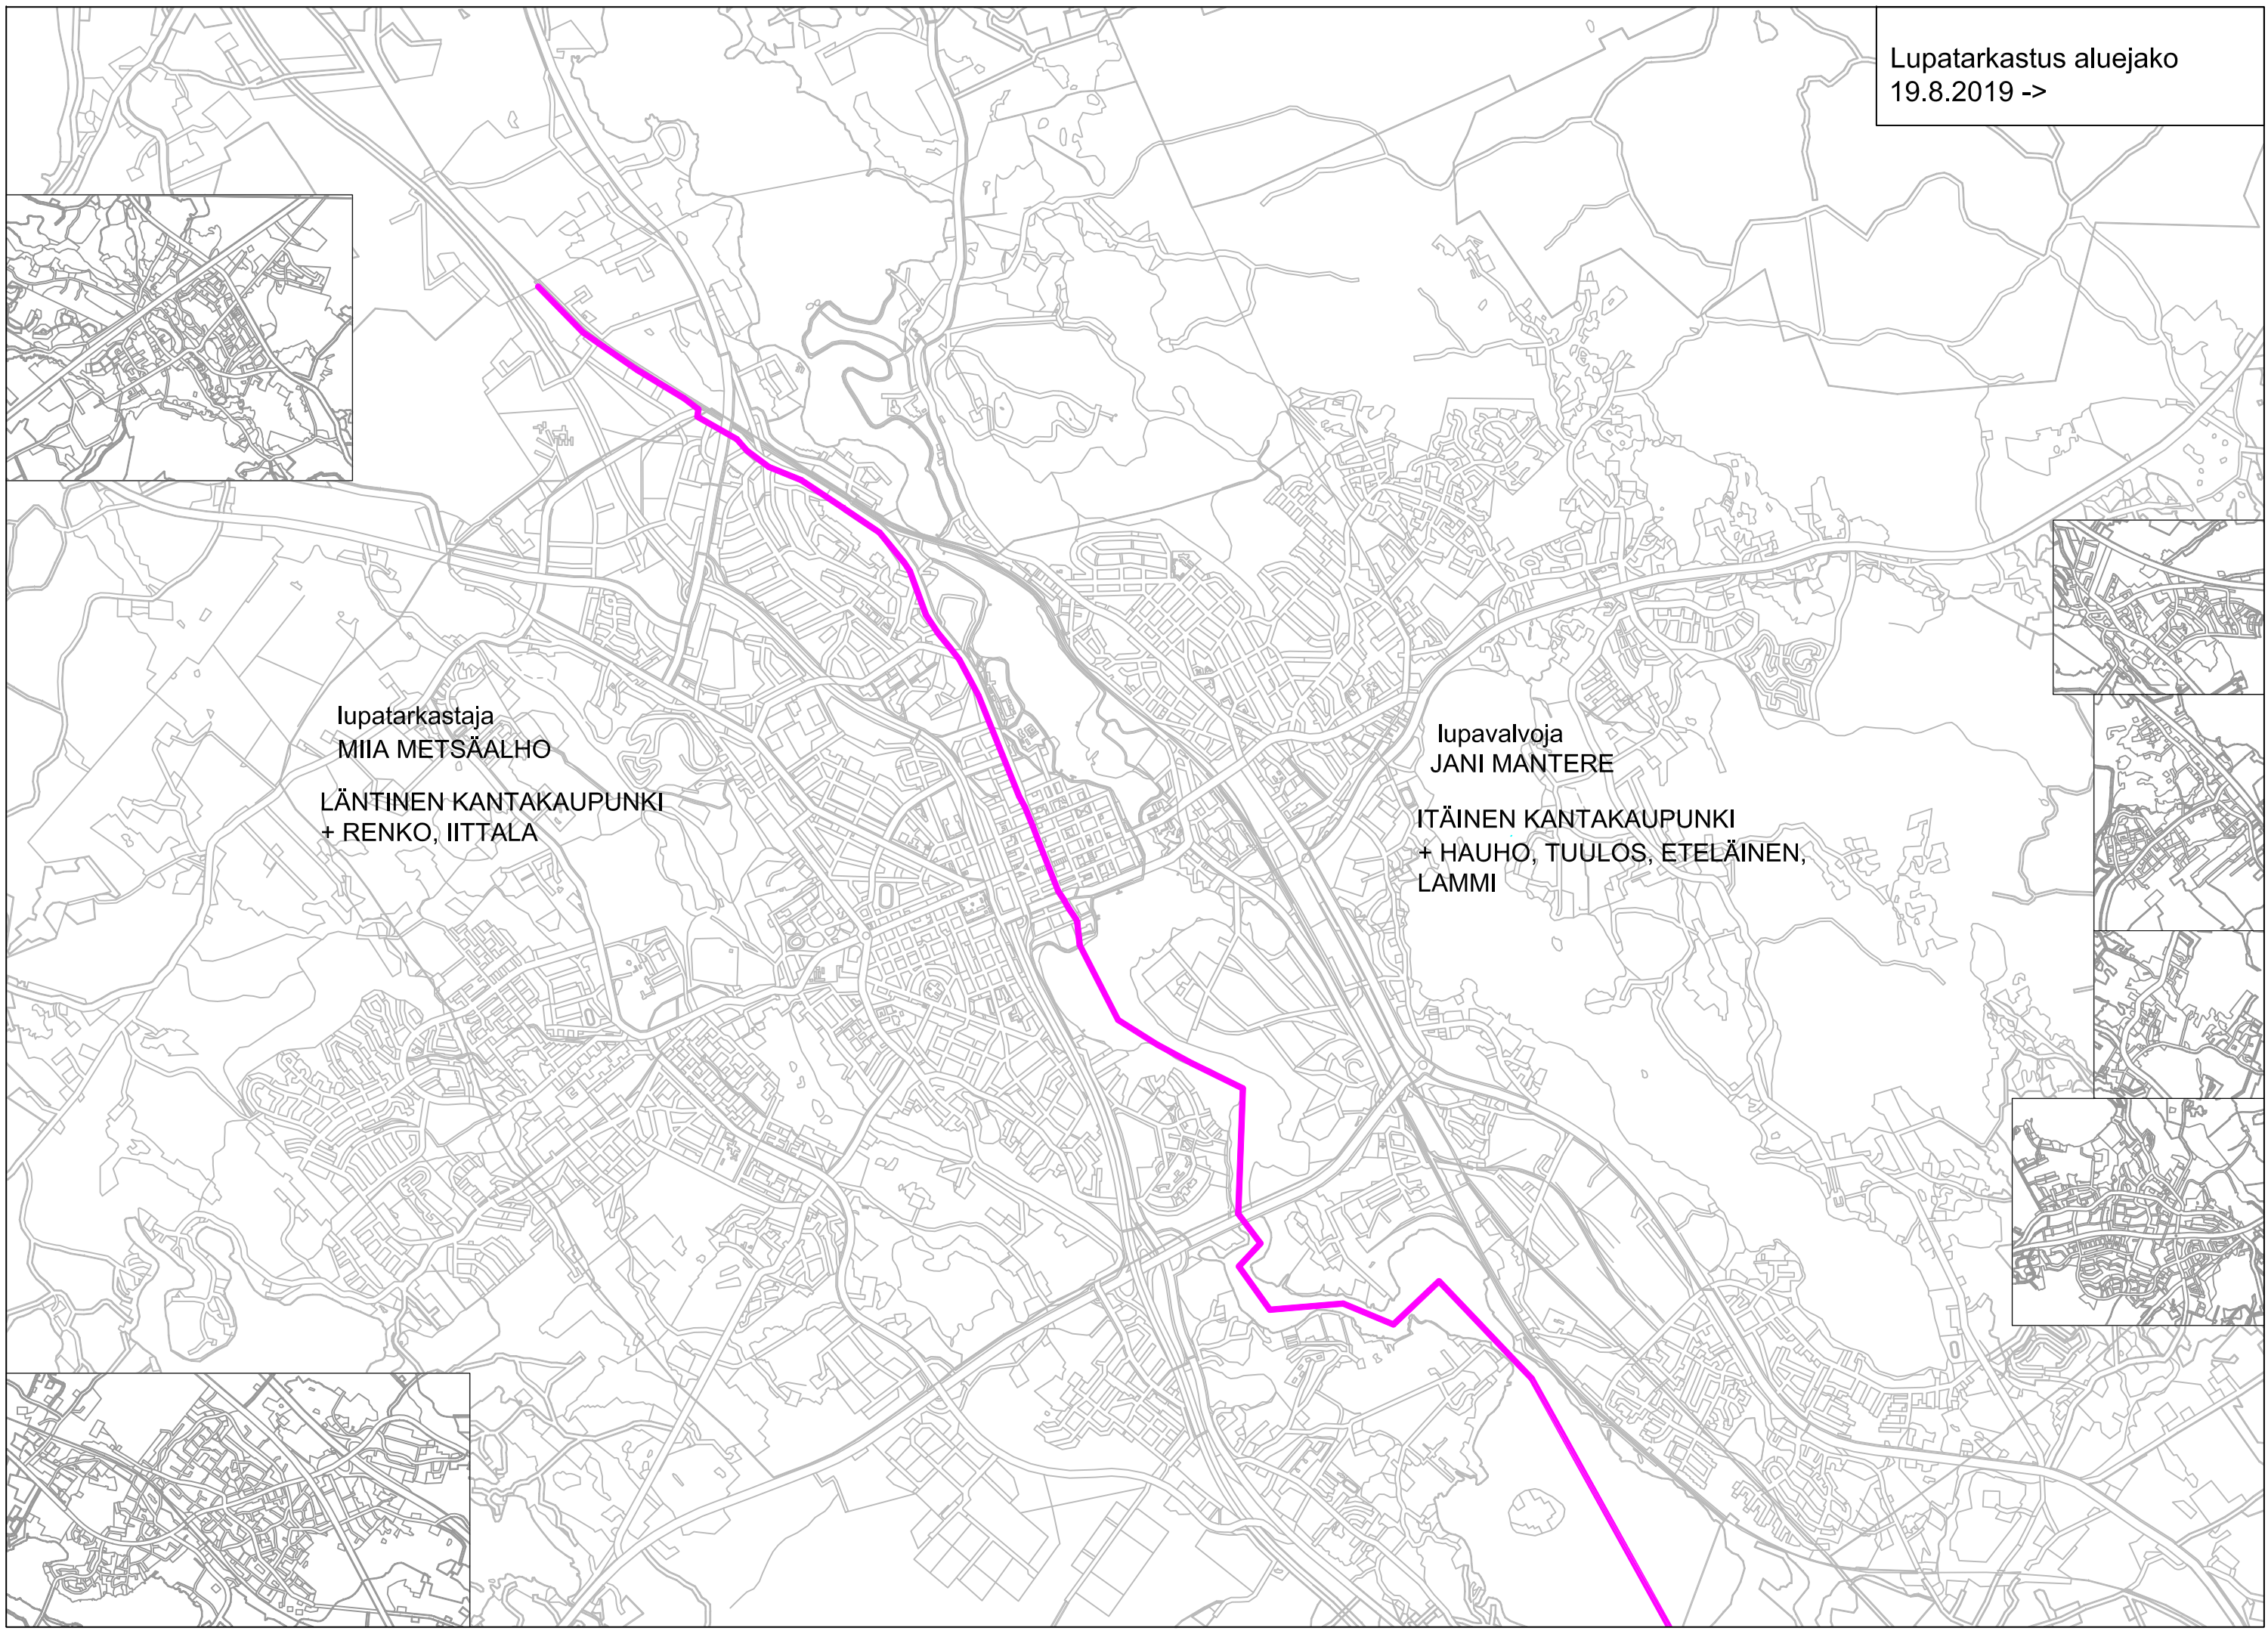 Lupatarkastus aluejako
19.8.2019 ->
lupatarkastaja
MIIA METSÄALHO
LÄNTINEN KANTAKAUPUNKI
+ RENKO, IITTALA
lupavalvoja
JANI MANTERE
ITÄINEN KANTAKAUPUNKI
+ HAUHO, TUULOS, ETELÄINEN,
LAMMI